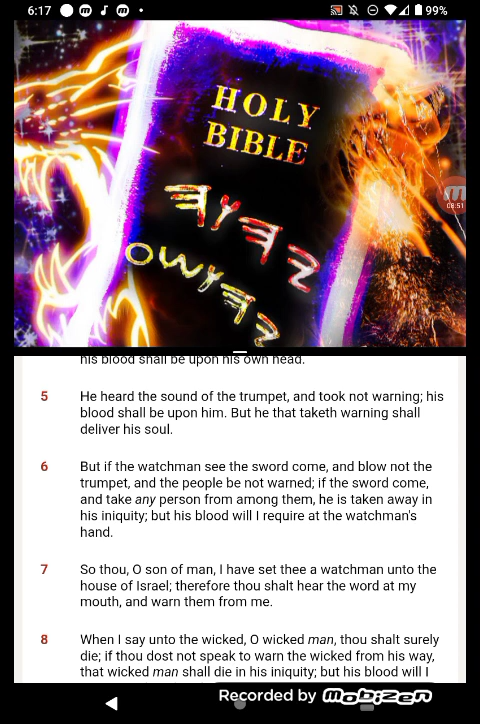 6:17
99%
HOLY
BIBLE
𐤉𐤄𐤅𐤄
𐤉𐤄𐤅𐤔𐤏
08:51
his blood shall be upon his own head.
5 He heard the sound of the trumpet, and took not warning; his
blood shall be upon him. But he that taketh warning shall
deliver his soul.
6 But if the watchman see the sword come, and blow not the
trumpet, and the people be not warned; if the sword come,
and take any person from among them, he is taken away in
his iniquity; but his blood will I require at the watchman's
hand.
7 So thou, O son of man, I have set thee a watchman unto the
house of Israel; therefore thou shalt hear the word at my
mouth, and warn them from me.
8 When I say unto the wicked, O wicked man, thou shalt surely
die; if thou dost not speak to warn the wicked from his way,
that wicked man shall die in his iniquity; but his blood will I
Recorded by Mobizen